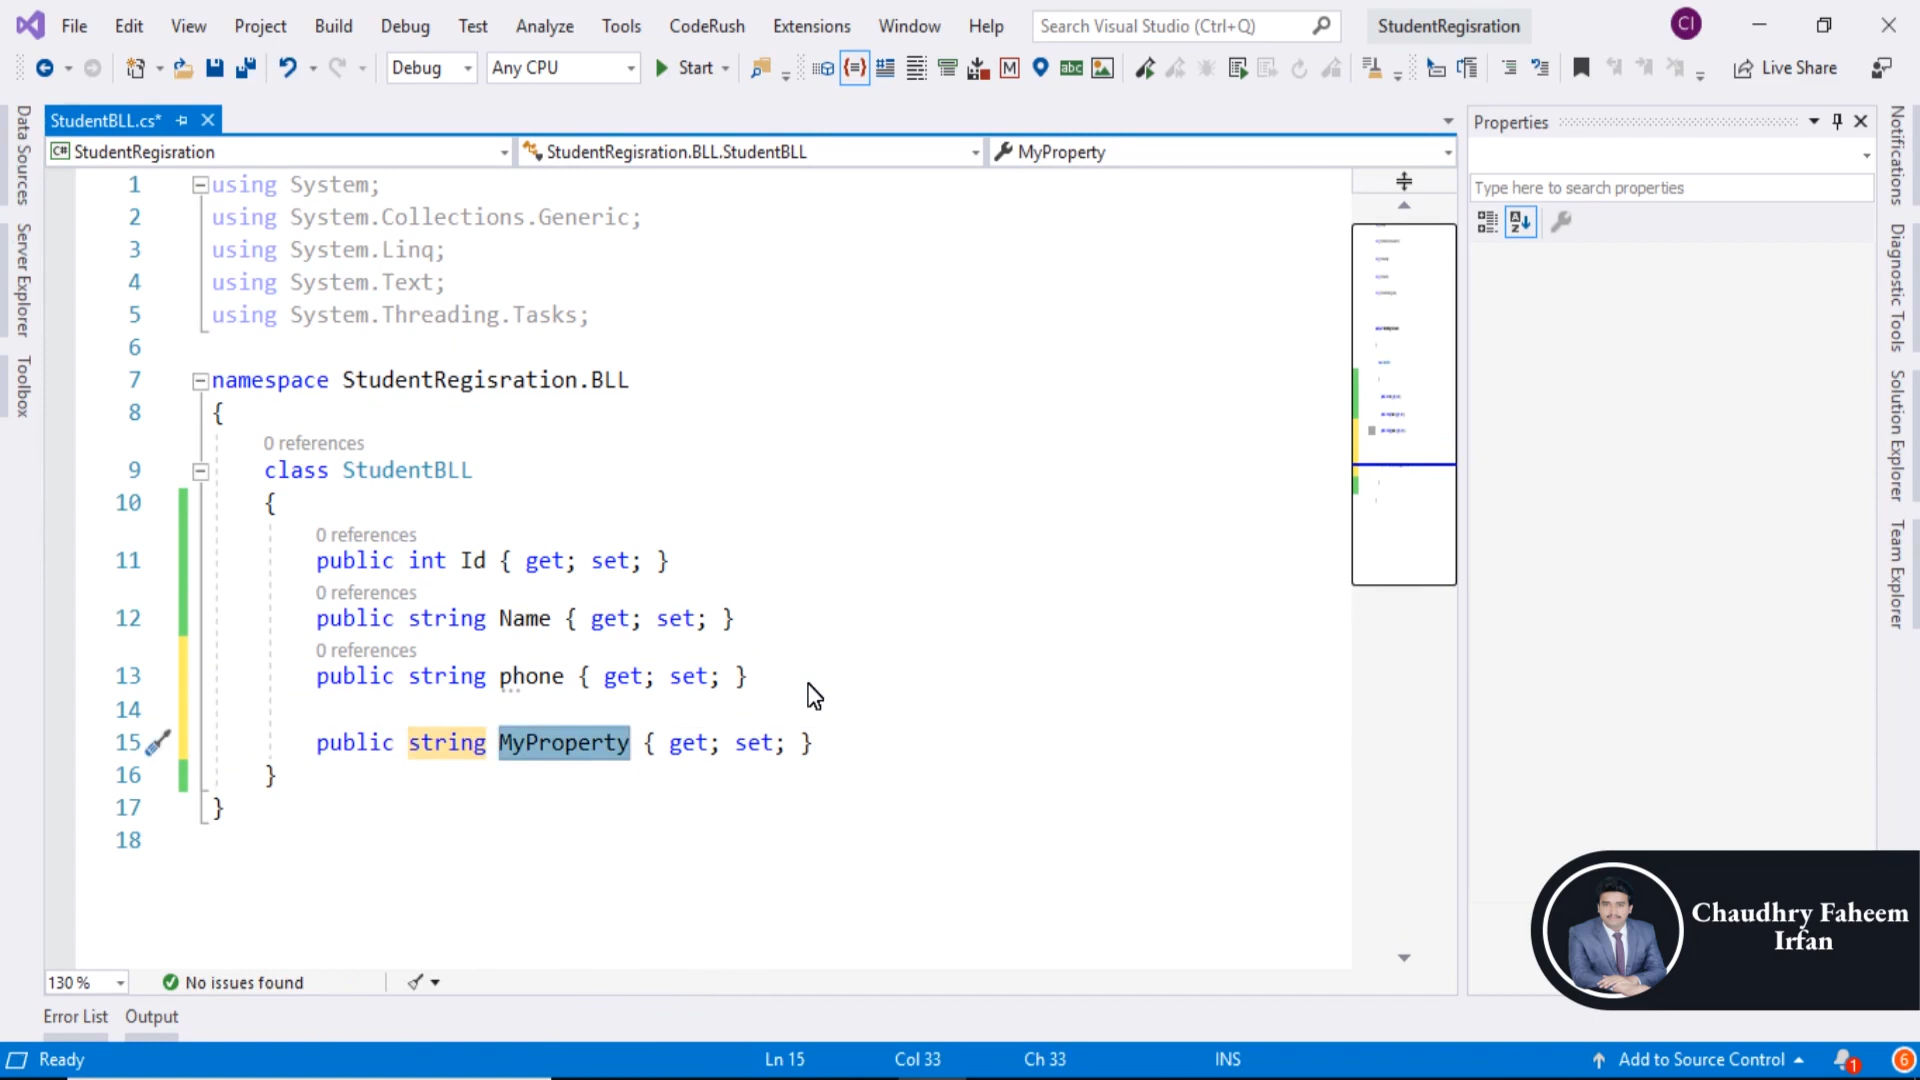 File Edit View Project Build Debug Test Analyze Tools CodeRush Extensions Window Help Search Visual Studio (Ctrl+Q) StudentRegisration CI
Debug Any CPU Start abc Live Share
StudentBLL.cs*
StudentRegisration StudentRegisration.BLL.StudentBLL MyProperty
Data Sources
Server Explorer
Toolbox
1 using System;
2 using System.Collections.Generic;
3 using System.Linq;
4 using System.Text;
5 using System.Threading.Tasks;
6
7 namespace StudentRegisration.BLL
8 {
0 references
9 class StudentBLL
10 {
0 references
11 public int Id { get; set; }
0 references
12 public string Name { get; set; }
0 references
13 public string phone { get; set; }
14
15 public string MyProperty { get; set; }
16 }
17 }
18
Properties
Type here to search properties
Notifications
Diagnostic Tools
Solution Explorer
Team Explorer
Chaudhry Faheem
Irfan
130 % No issues found
Error List Output
Ready Ln 15 Col 33 Ch 33 INS Add to Source Control 1 6